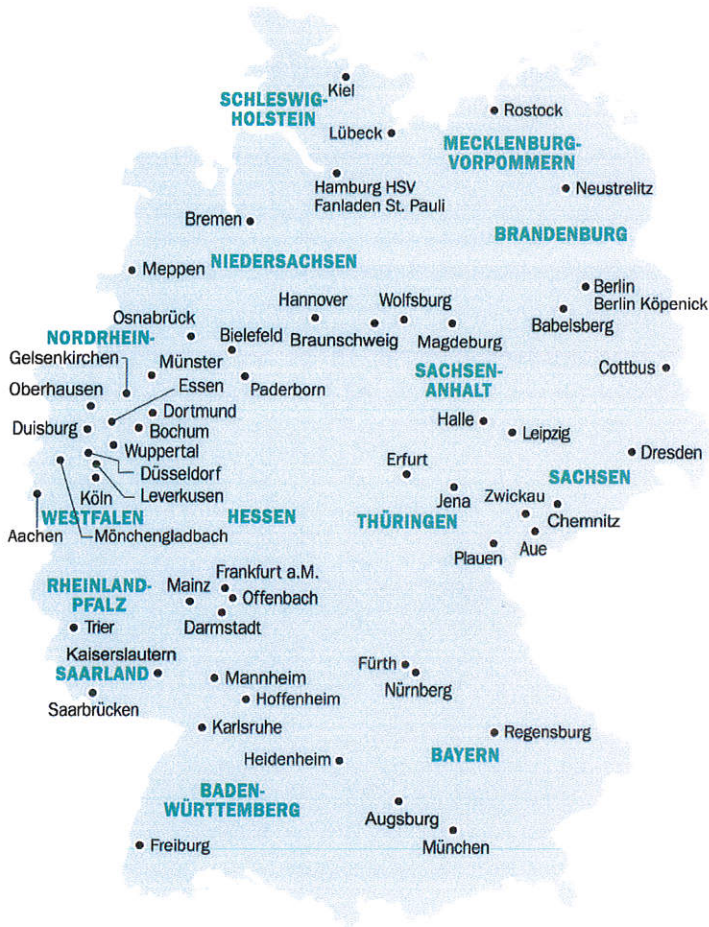 Kiel
SCHLESWIG-
HOLSTEIN
Rostock
Lübeck
MECKLENBURG-
VORPOMMERN
Hamburg HSV
Fanladen St. Pauli
Neustrelitz
Bremen
BRANDENBURG
NIEDERSACHSEN
Meppen
Berlin
Berlin Köpenick
Hannover
Wolfsburg
Babelsberg
Osnabrück
Braunschweig
Magdeburg
NORDRHEIN-
Bielefeld
Gelsenkirchen
Münster
Cottbus
SACHSEN-
ANHALT
Essen
Paderborn
Oberhausen
Dortmund
Halle
Duisburg
Bochum
Leipzig
Wuppertal
Dresden
Düsseldorf
Erfurt
SACHSEN
Köln
Leverkusen
Jena
Zwickau
WESTFALEN
HESSEN
THÜRINGEN
Chemnitz
Aachen
Mönchengladbach
Plauen
Aue
Frankfurt a.M.
RHEINLAND-
PFALZ
Mainz
Offenbach
Darmstadt
Trier
Kaiserslautern
Fürth
SAARLAND
Mannheim
Nürnberg
Hoffenheim
Saarbrücken
Karlsruhe
Regensburg
BAYERN
Heidenheim
BADEN-
WÜRTTEMBERG
Augsburg
München
Freiburg